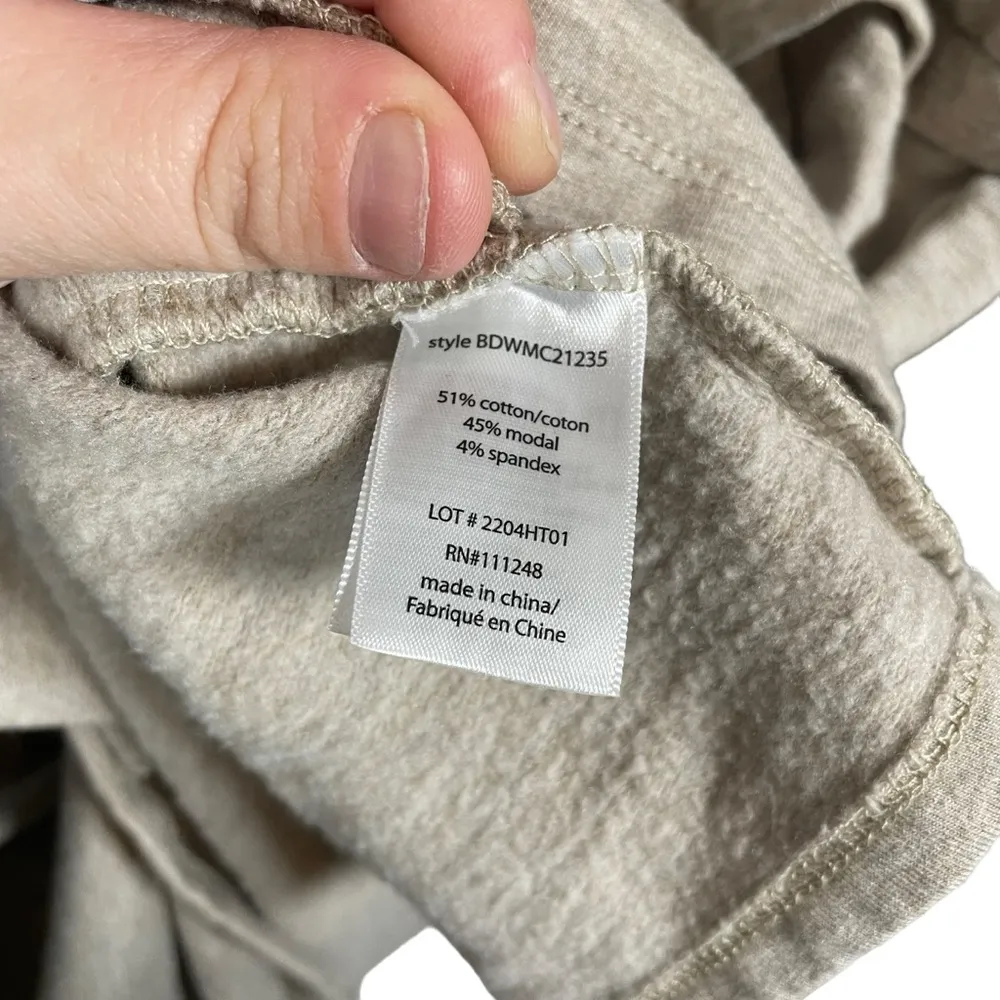 style BDWMC21235
51% cotton/coton
45% modal
4% spandex
LOT # 2204HT01
RN#111248
made in china/
Fabriqué en Chine